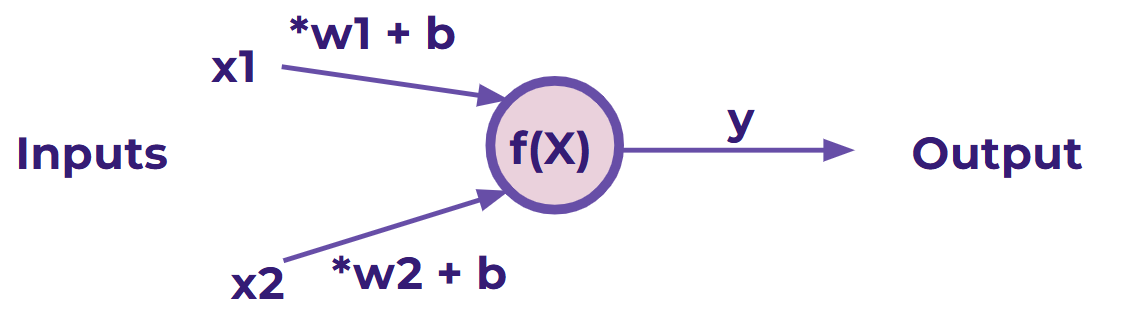 *w1 + b
x1
y
Inputs
f(X)
Output
x2
*w2 + b